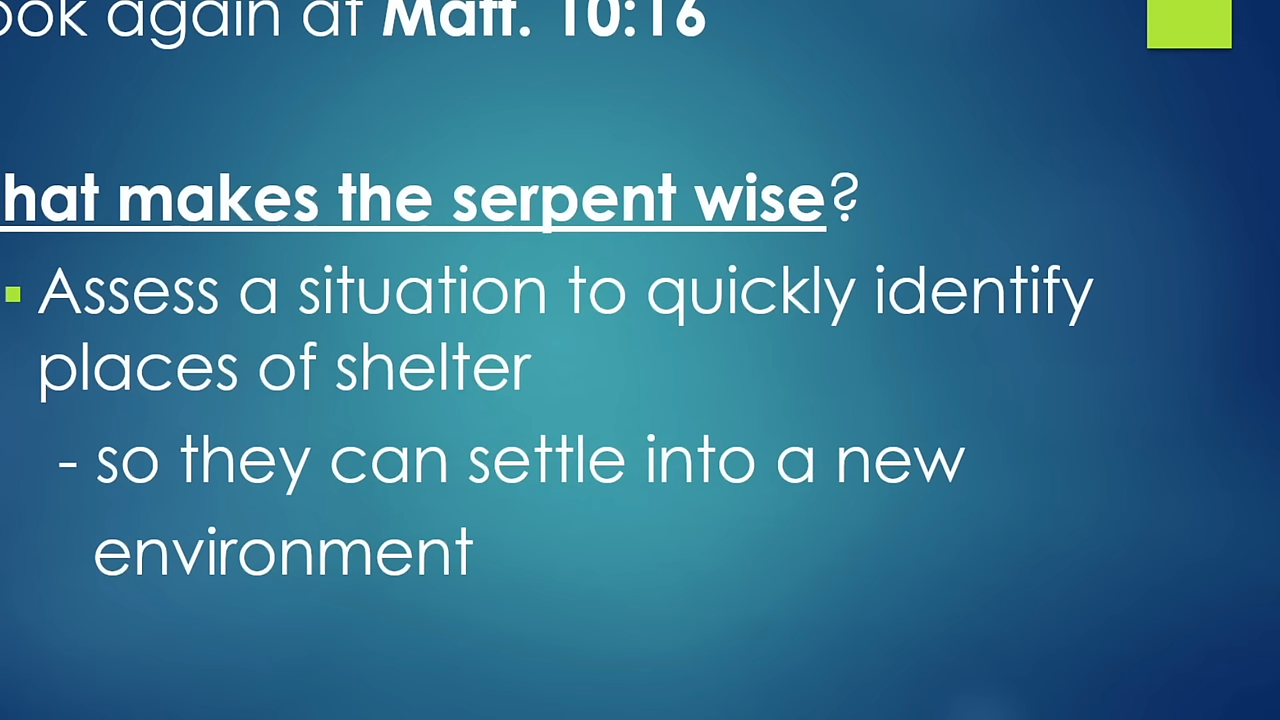 ook again at Matt. 10:16
hat makes the serpent wise?
Assess a situation to quickly identify
places of shelter
- so they can settle into a new
environment